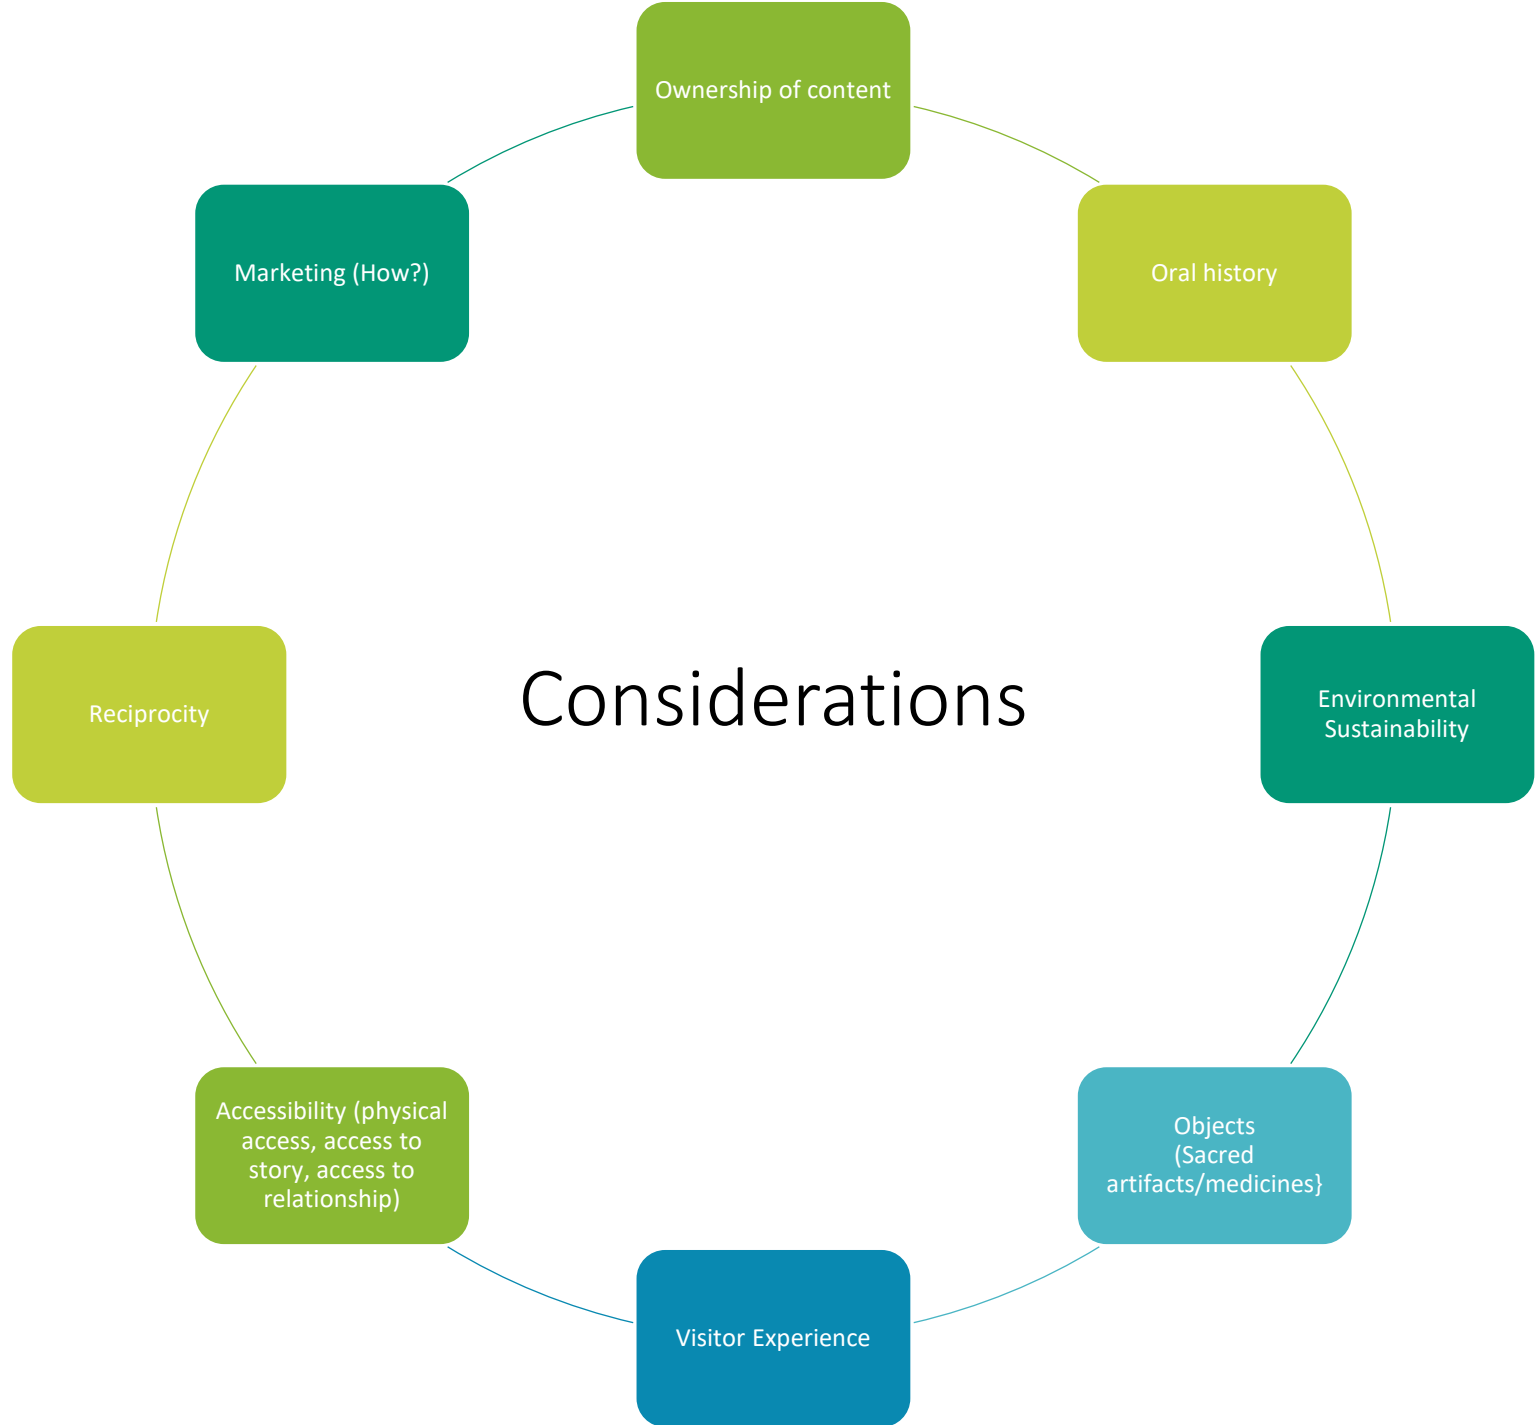 Ownership of content
Oral history
Environmental
Sustainability
Objects
(Sacred
artifacts/medicines}
Visitor Experience
Accessibility (physical
access, access to
story, access to
relationship)
Reciprocity
Marketing (How?)
Considerations